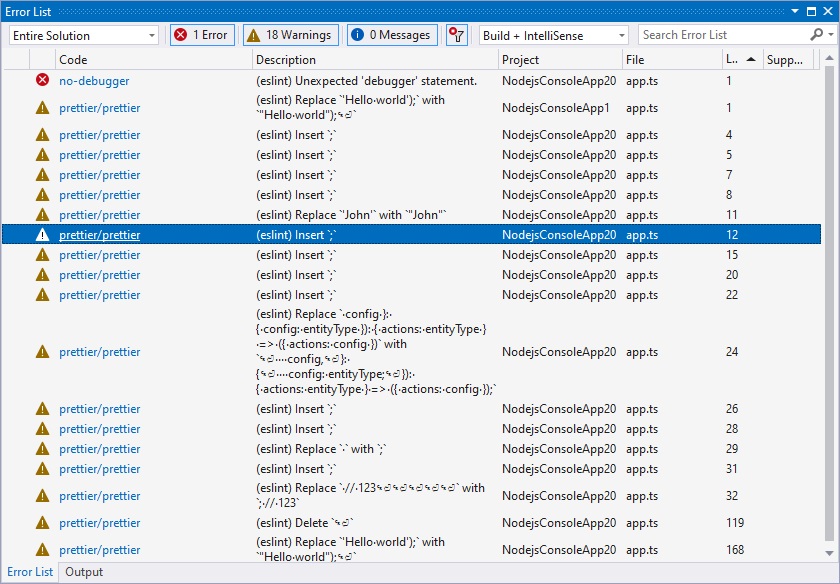 Error List
Entire Solution 1 Error 18 Warnings 0 Messages Build + IntelliSense Search Error List
Code Description Project File L.. Supp...
no-debugger (eslint) Unexpected 'debugger' statement. NodejsConsoleApp20 app.ts 1
prettier/prettier (eslint) Replace `'Hello·world');` with NodejsConsoleApp1 app.ts 1
`"Hello·world");␍⏎`
prettier/prettier (eslint) Insert `;` NodejsConsoleApp20 app.ts 4
prettier/prettier (eslint) Insert `;` NodejsConsoleApp20 app.ts 5
prettier/prettier (eslint) Insert `;` NodejsConsoleApp20 app.ts 7
prettier/prettier (eslint) Insert `;` NodejsConsoleApp20 app.ts 8
prettier/prettier (eslint) Replace `'John'` with `"John"` NodejsConsoleApp20 app.ts 11
prettier/prettier (eslint) Insert `;` NodejsConsoleApp20 app.ts 12
prettier/prettier (eslint) Insert `;` NodejsConsoleApp20 app.ts 15
prettier/prettier (eslint) Insert `;` NodejsConsoleApp20 app.ts 20
prettier/prettier (eslint) Insert `;` NodejsConsoleApp20 app.ts 22
(eslint) Replace `·config·}:·
{·config:·entityType·}):·{·actions:·entityType·}
·=>·({·actions:·config·})` with
prettier/prettier `␍⏎····config,␍⏎}:· NodejsConsoleApp20 app.ts 24
{␍⏎····config:·entityType;␍⏎}):·
{·actions:·entityType·}·=>·({·actions:·config·});`
prettier/prettier (eslint) Insert `;` NodejsConsoleApp20 app.ts 26
prettier/prettier (eslint) Insert `;` NodejsConsoleApp20 app.ts 28
prettier/prettier (eslint) Replace `·` with `;` NodejsConsoleApp20 app.ts 29
prettier/prettier (eslint) Insert `;` NodejsConsoleApp20 app.ts 31
prettier/prettier (eslint) Replace `·//·123␍⏎␍⏎␍⏎␍⏎␍⏎` with NodejsConsoleApp20 app.ts 32
`;·//·123`
prettier/prettier (eslint) Delete `␍⏎` NodejsConsoleApp20 app.ts 119
prettier/prettier (eslint) Replace `'Hello·world');` with NodejsConsoleApp20 app.ts 168
`"Hello·world");␍⏎`
Error List Output